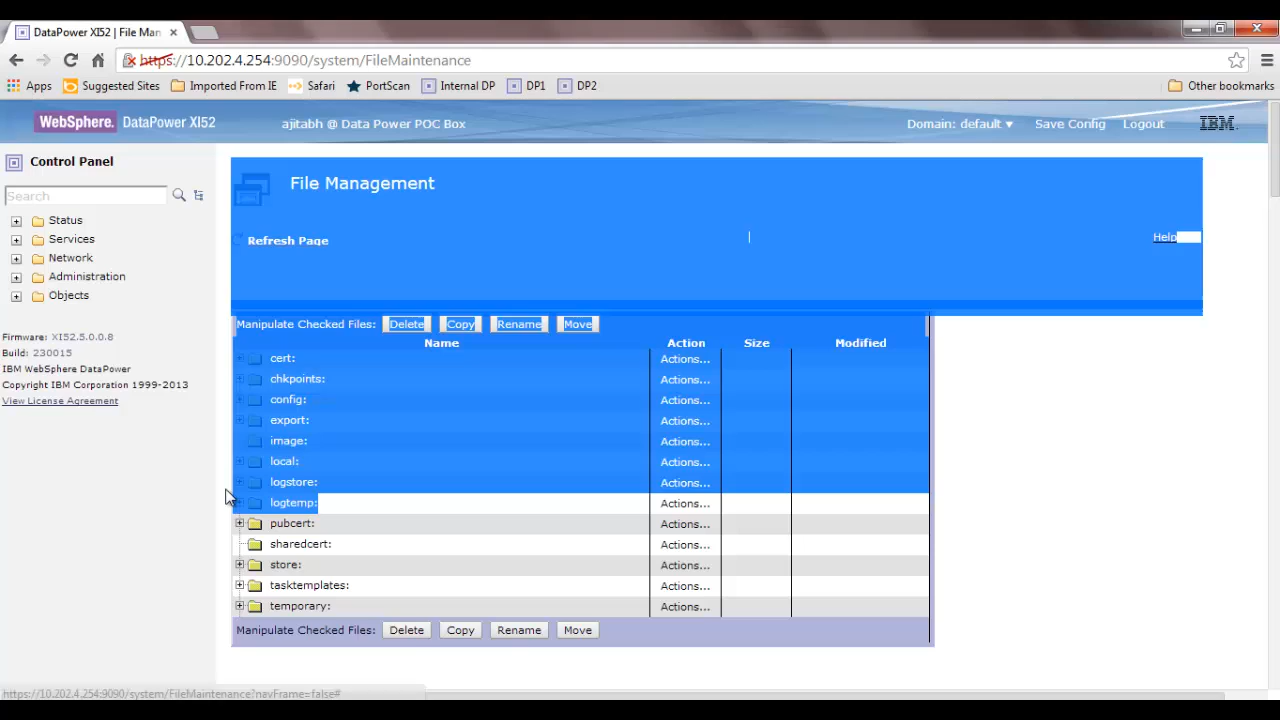 DataPower XI52 | File Man
https://10.202.4.254:9090/system/FileMaintenance
Apps Suggested Sites Imported From IE Safari PortScan Internal DP DP1 DP2 Other bookmarks
WebSphere. DataPower XI52 ajitabh @ Data Power POC Box Domain: default Save Config Logout IBM.
Control Panel
Search
Status
Services
Network
Administration
Objects
Firmware: XI52.5.0.0.8
Build: 230015
IBM WebSphere DataPower
Copyright IBM Corporation 1999-2013
View License Agreement
File Management
Refresh Page Help
Manipulate Checked Files: Delete Copy Rename Move
Name Action Size Modified
cert: Actions...
chkpoints: Actions...
config: Actions...
export: Actions...
image: Actions...
local: Actions...
logstore: Actions...
logtemp: Actions...
pubcert: Actions...
sharedcert: Actions...
store: Actions...
tasktemplates: Actions...
temporary: Actions...
Manipulate Checked Files: Delete Copy Rename Move
https://10.202.4.254:9090/system/FileMaintenance?navFrame=false#